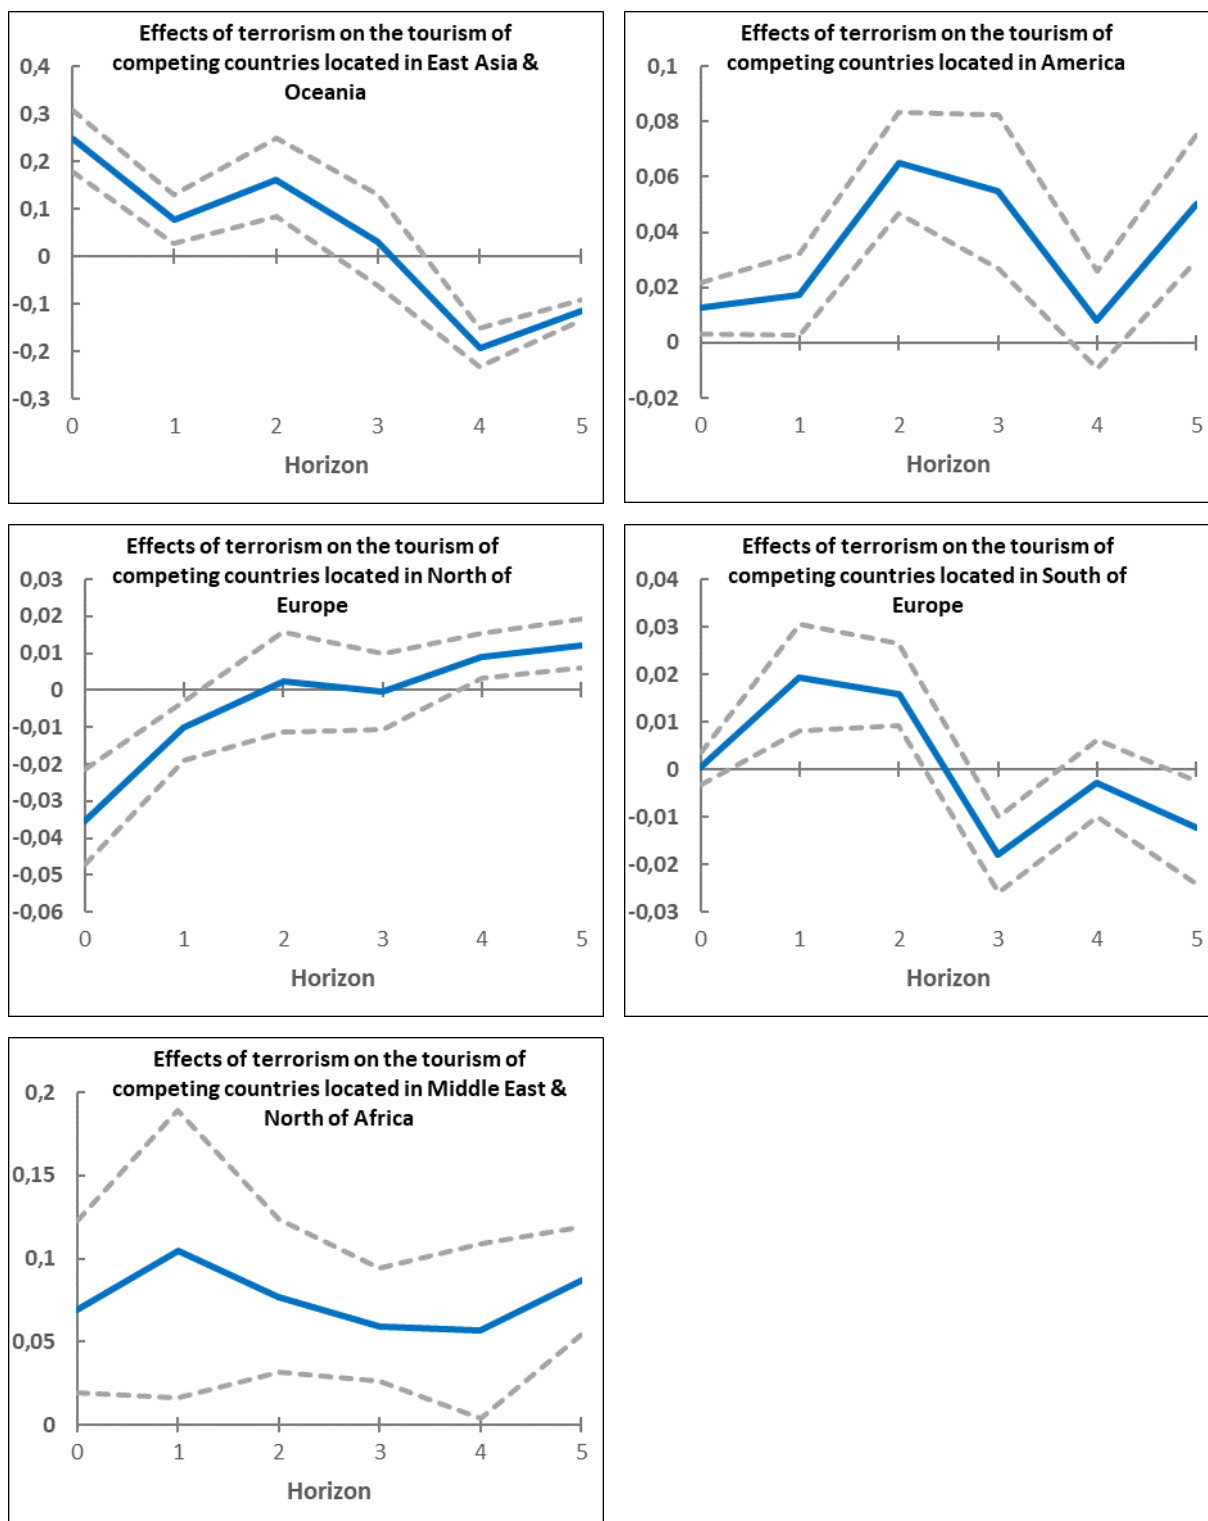 Effects of terrorism on the tourism of
competing countries located in East Asia &
Oceania
0,4
0,3
0,2
0,1
0
-0,1
-0,2
-0,3
0 1 2 3 4 5
Horizon
Effects of terrorism on the tourism of
competing countries located in America
0,1
0,08
0,06
0,04
0,02
0
-0,02
0 1 2 3 4 5
Horizon
Effects of terrorism on the tourism of
competing countries located in North of
Europe
0,03
0,02
0,01
0
-0,01
-0,02
-0,03
-0,04
-0,05
-0,06
0 1 2 3 4 5
Horizon
Effects of terrorism on the tourism of
competing countries located in South of
Europe
0,04
0,03
0,02
0,01
0
-0,01
-0,02
-0,03
0 1 2 3 4 5
Horizon
Effects of terrorism on the tourism of
competing countries located in Middle East &
North of Africa
0,2
0,15
0,1
0,05
0
0 1 2 3 4 5
Horizon